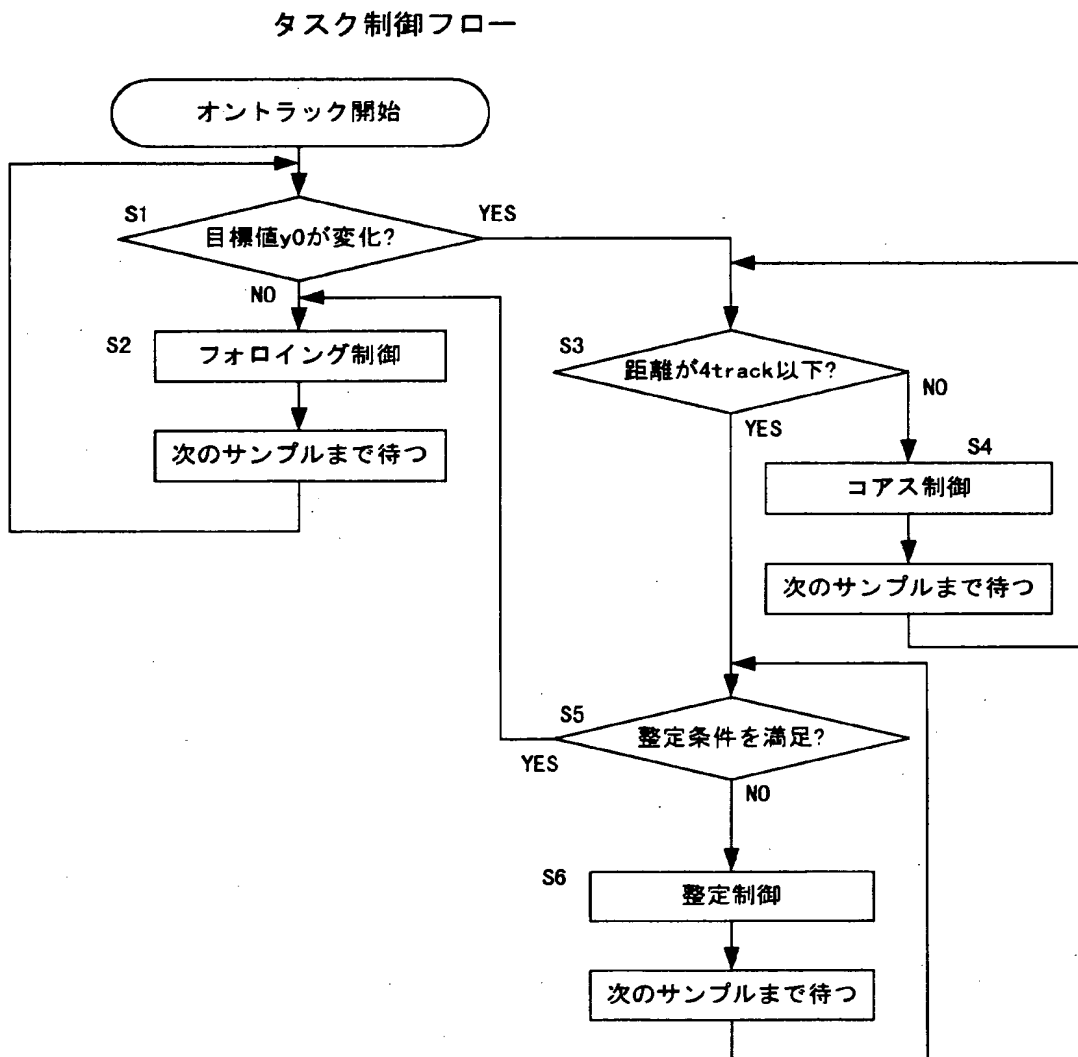 タスク制御フロー
オントラック開始
S1
目標値y0が変化?
YES
NO
S2
フォロイング制御
次のサンプルまで待つ
S3
距離が4track以下?
NO
YES
S4
コアス制御
次のサンプルまで待つ
S5
整定条件を満足?
YES
NO
S6
整定制御
次のサンプルまで待つ